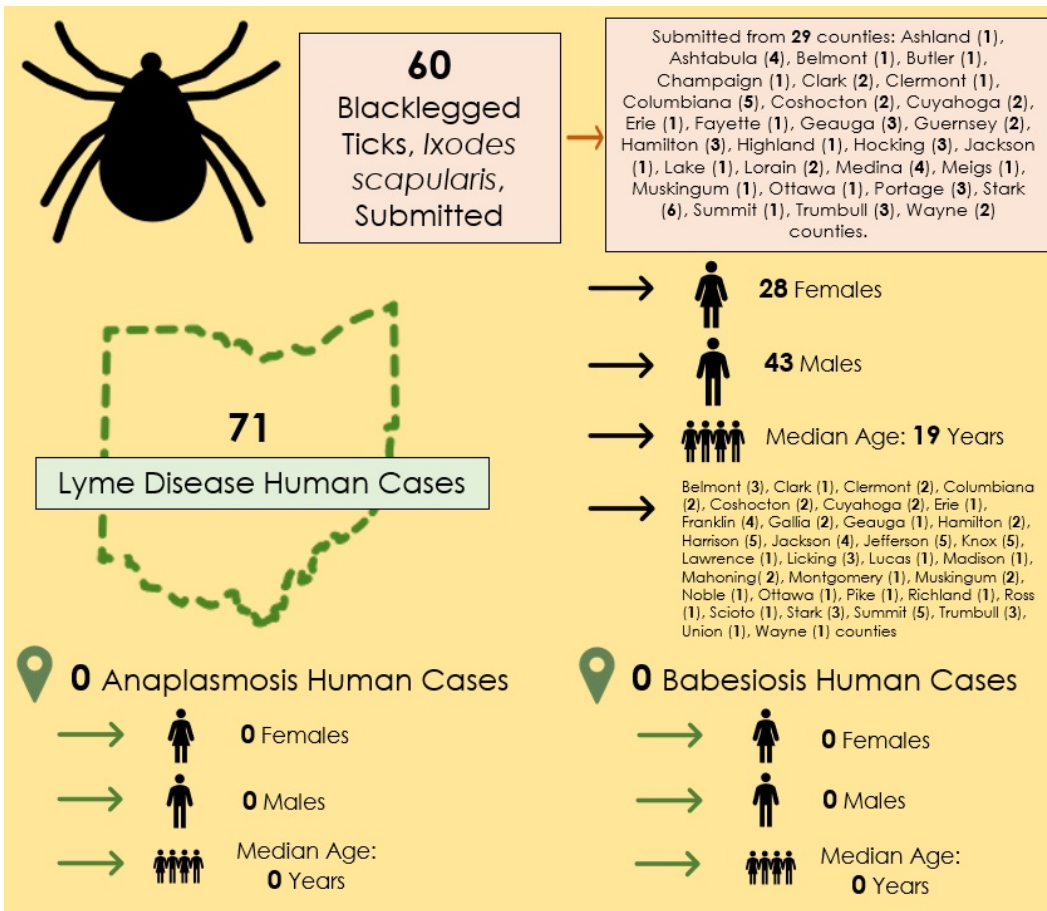 60
Blacklegged
Ticks, Ixodes
scapularis,
Submitted
Submitted from 29 counties: Ashland (1),
Ashtabula (4), Belmont (1), Butler (1),
Champaign (1), Clark (2), Clermont (1),
Columbiana (5), Coshocton (2), Cuyahoga (2),
Erie (1), Fayette (1), Geauga (3), Guernsey (2),
Hamilton (3), Highland (1), Hocking (3), Jackson
(1), Lake (1), Lorain (2), Medina (4), Meigs (1),
Muskingum (1), Ottawa (1), Portage (3), Stark
(6), Summit (1), Trumbull (3), Wayne (2)
counties.
71
Lyme Disease Human Cases
28 Females
43 Males
Median Age: 19 Years
Belmont (3), Clark (1), Clermont (2), Columbiana
(2), Coshocton (2), Cuyahoga (2), Erie (1),
Franklin (4), Gallia (2), Geauga (1), Hamilton (2),
Harrison (5), Jackson (4), Jefferson (5), Knox (5),
Lawrence (1), Licking (3), Lucas (1), Madison (1),
Mahoning( 2), Montgomery (1), Muskingum (2),
Noble (1), Ottawa (1), Pike (1), Richland (1), Ross
(1), Scioto (1), Stark (3), Summit (5), Trumbull (3),
Union (1), Wayne (1) counties
0 Anaplasmosis Human Cases
0 Females
0 Males
Median Age:
0 Years
0 Babesiosis Human Cases
0 Females
0 Males
Median Age:
0 Years